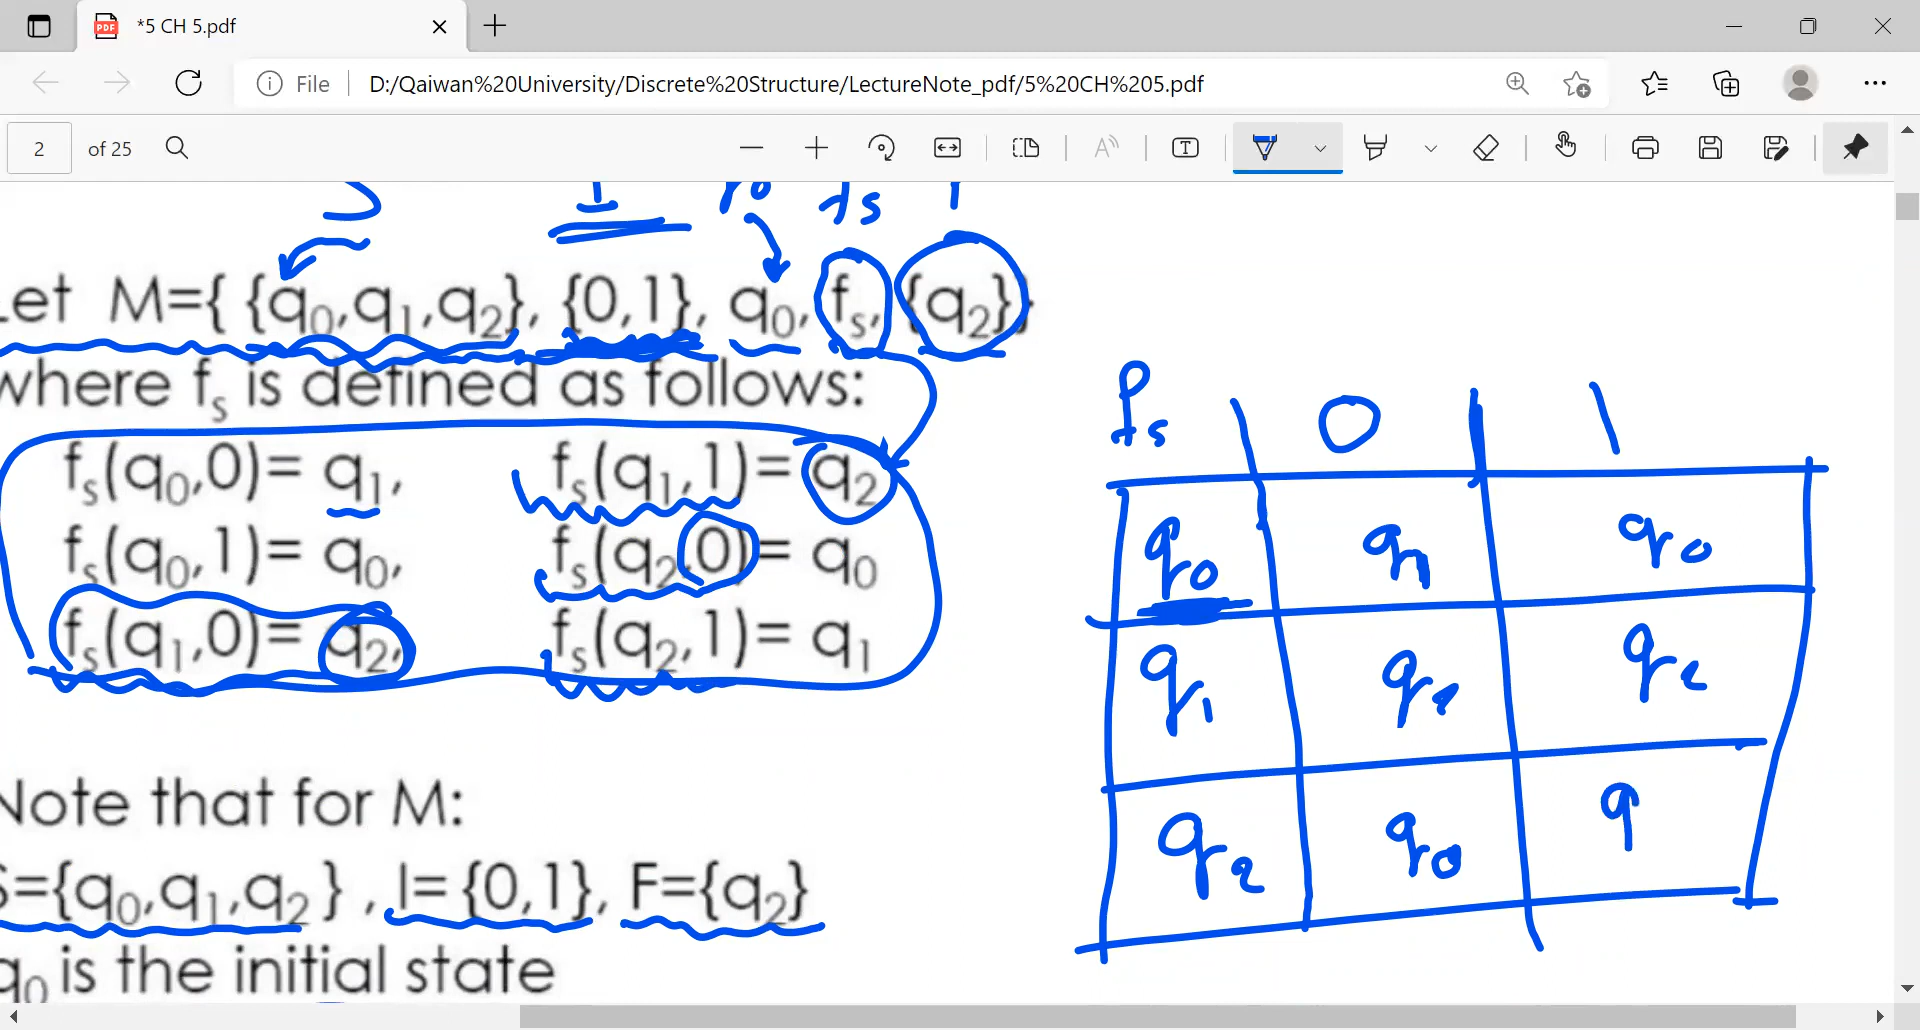 *5 CH 5.pdf
File D:/Qaiwan%20University/Discrete%20Structure/LectureNote_pdf/5%20CH%205.pdf
2 of 25
fs
Let M={ {q0,q1,q2}, {0,1}, q0, fs, {q2}}
where fs is defined as follows:
fs(q0,0)= q1, fs(q1,1)= q2
fs(q0,1)= q0, fs(q2,0)= q0
fs(q1,0)= q2, fs(q2,1)= q1
fs 0 1
q0 q1 q0
q1 q2
q2 q0 q
Note that for M:
S={q0,q1,q2 } , I= {0,1}, F={q2}
q0 is the initial state